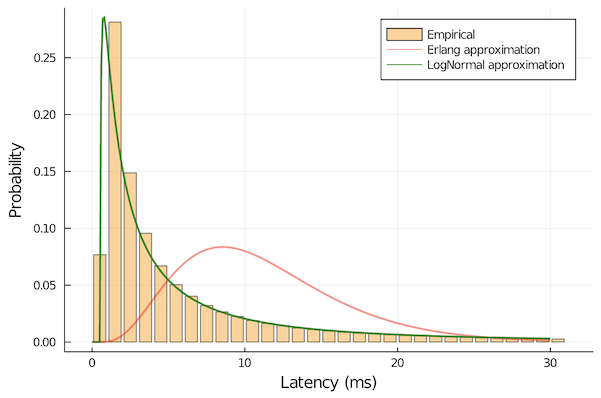 Empirical
Erlang approximation
LogNormal approximation
Probability
0.25
0.20
0.15
0.10
0.05
0.00
0 10 20 30
Latency (ms)